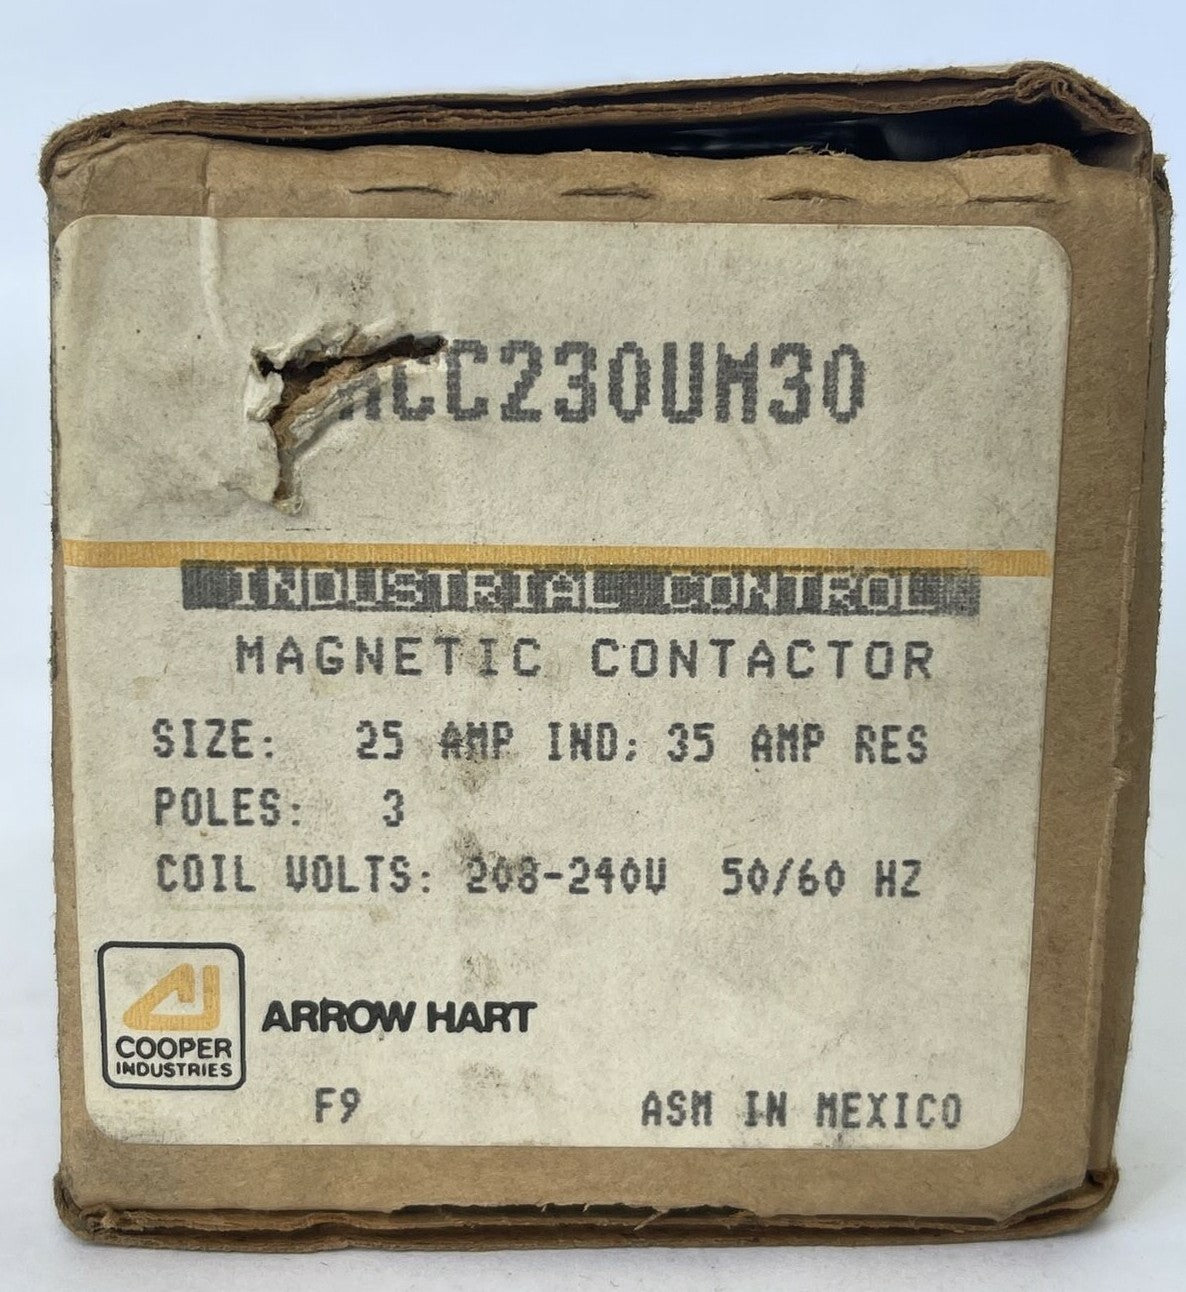 ACC230UM30
INDUSTRIAL CONTROL
MAGNETIC CONTACTOR
SIZE: 25 AMP IND; 35 AMP RES
POLES: 3
COIL VOLTS: 208-240V 50/60 HZ
COOPER
INDUSTRIES
ARROW HART
F9
ASM IN MEXICO